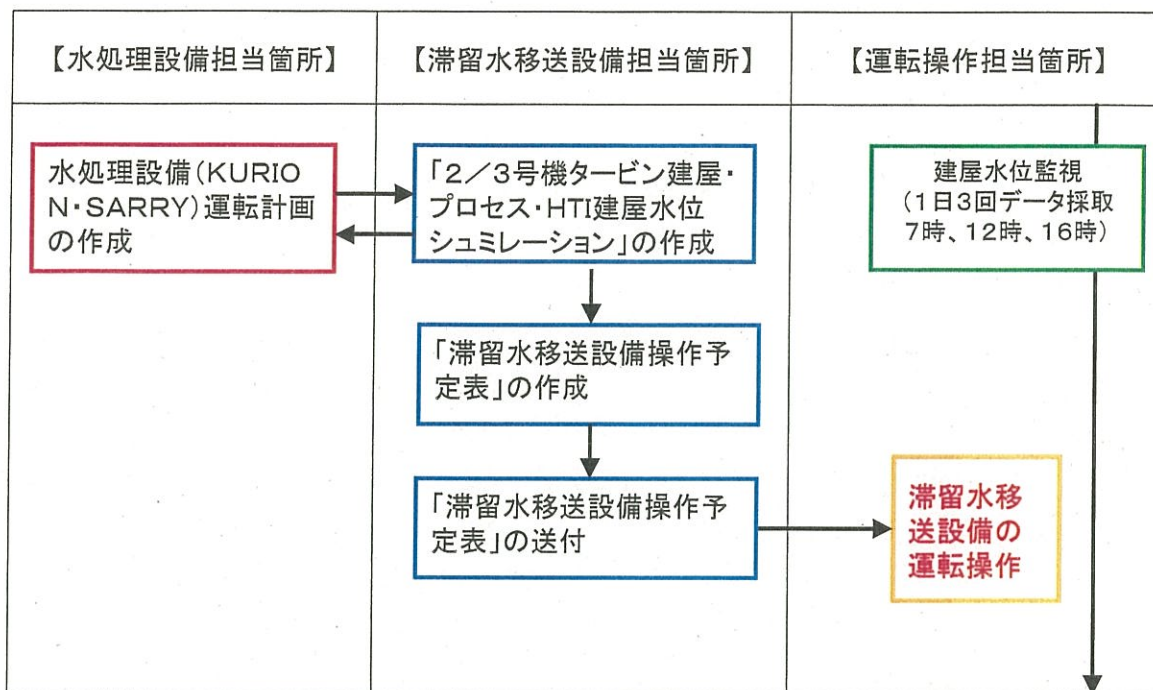 【水処理設備担当箇所】
【滞留水移送設備担当箇所】
【運転操作担当箇所】
水処理設備(KURIO
N・SARRY)運転計画
の作成
「2/3号機タービン建屋・
プロセス・HTI建屋水位
シュミレーション」の作成
建屋水位監視
(1日3回データ採取
7時、12時、16時)
「滞留水移送設備操作予
定表」の作成
「滞留水移送設備操作予
定表」の送付
滞留水移
送設備の
運転操作